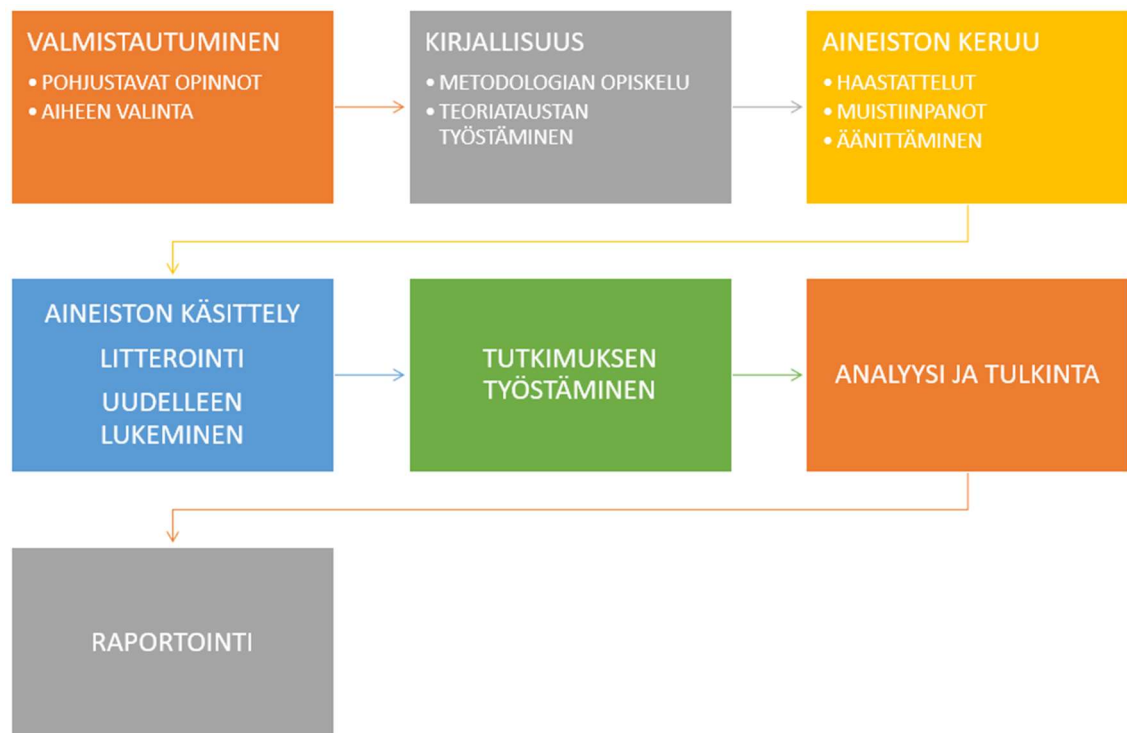 VALMISTAUTUMINEN
• POHJUSTAVAT OPINNOT
• AIHEEN VALINTA
KIRJALLISUUS
• METODOLOGIAN OPISKELU
• TEORIATAUSTAN
TYÖSTÄMINEN
AINEISTON KERUU
• HAASTATTELUT
• MUISTIINPANOT
• ÄÄNITTÄMINEN
AINEISTON KÄSITTELY
LITTEROINTI
UUDELLEEN
LUKEMINEN
TUTKIMUKSEN
TYÖSTÄMINEN
ANALYYSI JA TULKINTA
RAPORTOINTI